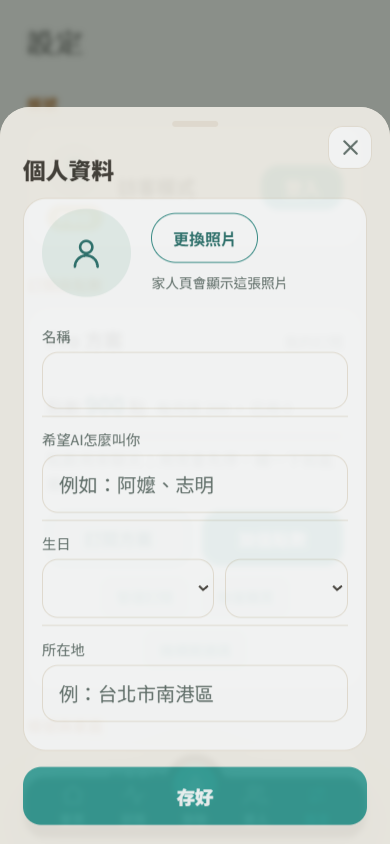 設定
個人資料
更換照片
家人頁會顯示這張照片
名稱
希望AI怎麼叫你
例如：阿嬤、志明
生日
所在地
例：台北市南港區
存好